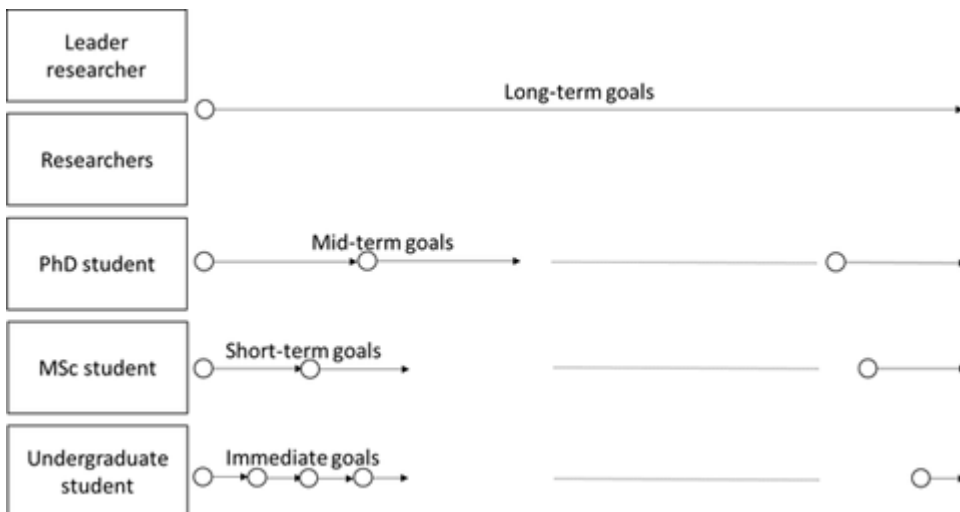 Leader
researcher
Long-term goals
Researchers
PhD student
Mid-term goals
MSc student
Short-term goals
Undergraduate
student
Immediate goals